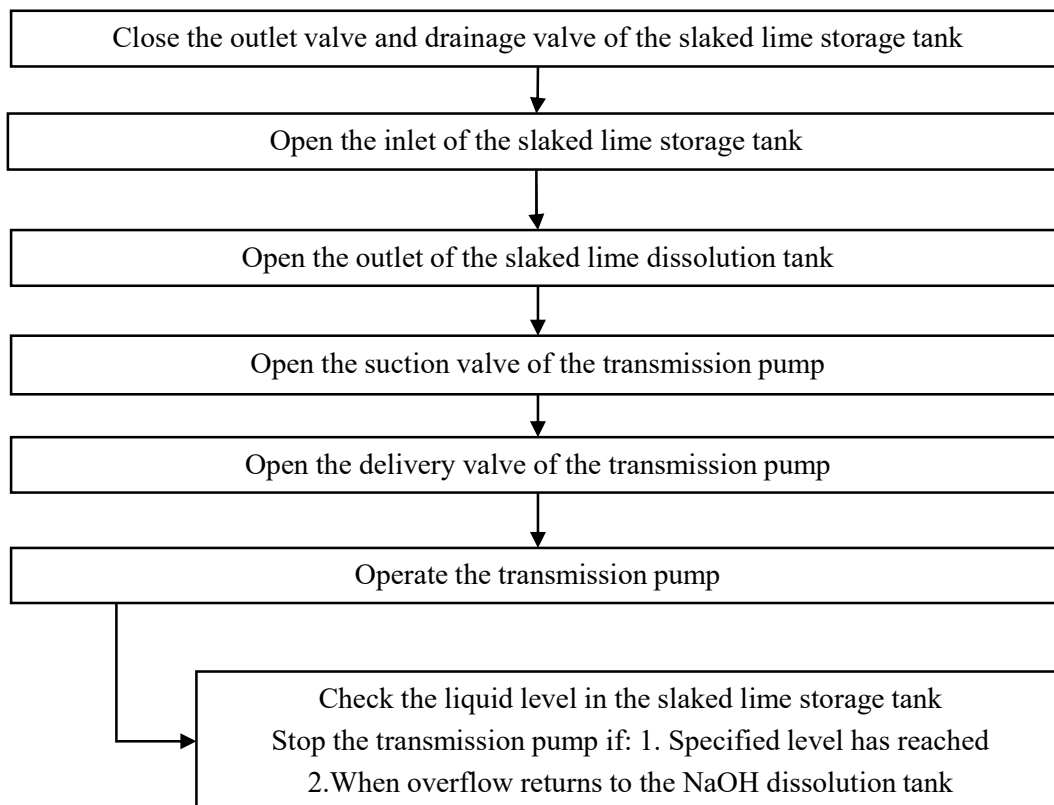 Close the outlet valve and drainage valve of the slaked lime storage tank
Open the inlet of the slaked lime storage tank
Open the outlet of the slaked lime dissolution tank
Open the suction valve of the transmission pump
Open the delivery valve of the transmission pump
Operate the transmission pump
Check the liquid level in the slaked lime storage tank
Stop the transmission pump if: 1. Specified level has reached
2.When overflow returns to the NaOH dissolution tank